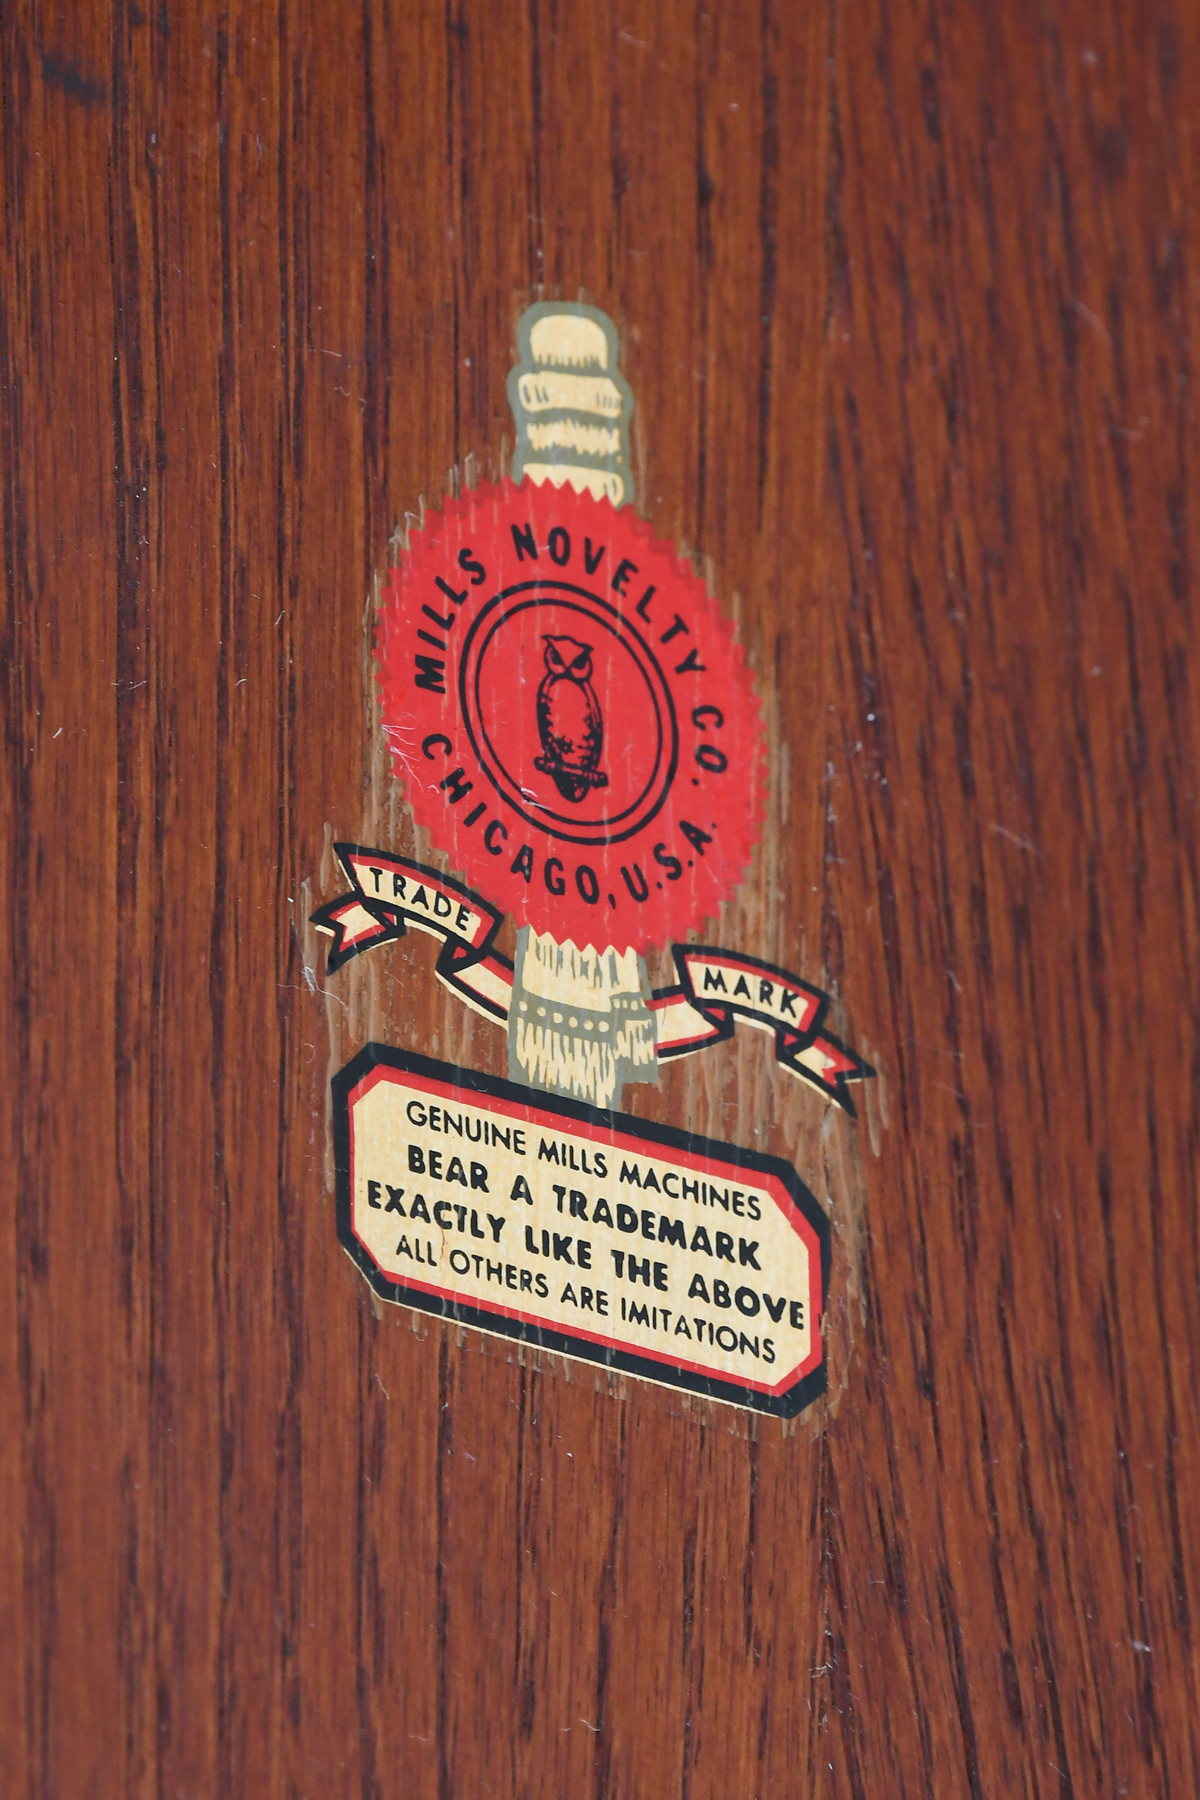 MILLS NOVELTY CO.
CHICAGO, U.S.A.
TRADE MARK
GENUINE MILLS MACHINES
BEAR A TRADEMARK
EXACTLY LIKE THE ABOVE
ALL OTHERS ARE IMITATIONS